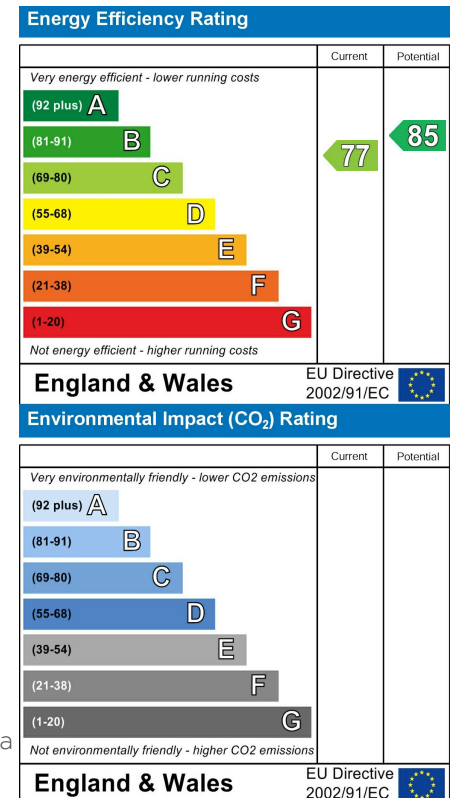 Energy Efficiency Rating
Current Potential
Very energy efficient - lower running costs
(92 plus) A
(81-91) B
(69-80) C
(55-68) D
(39-54) E
(21-38) F
(1-20) G
77
85
Not energy efficient - higher running costs
England & Wales
EU Directive
2002/91/EC
Environmental Impact (CO₂) Rating
Current Potential
Very environmentally friendly - lower CO2 emissions
(92 plus) A
(81-91) B
(69-80) C
(55-68) D
(39-54) E
(21-38) F
(1-20) G
a
Not environmentally friendly - higher CO2 emissions
England & Wales
EU Directive
2002/91/EC